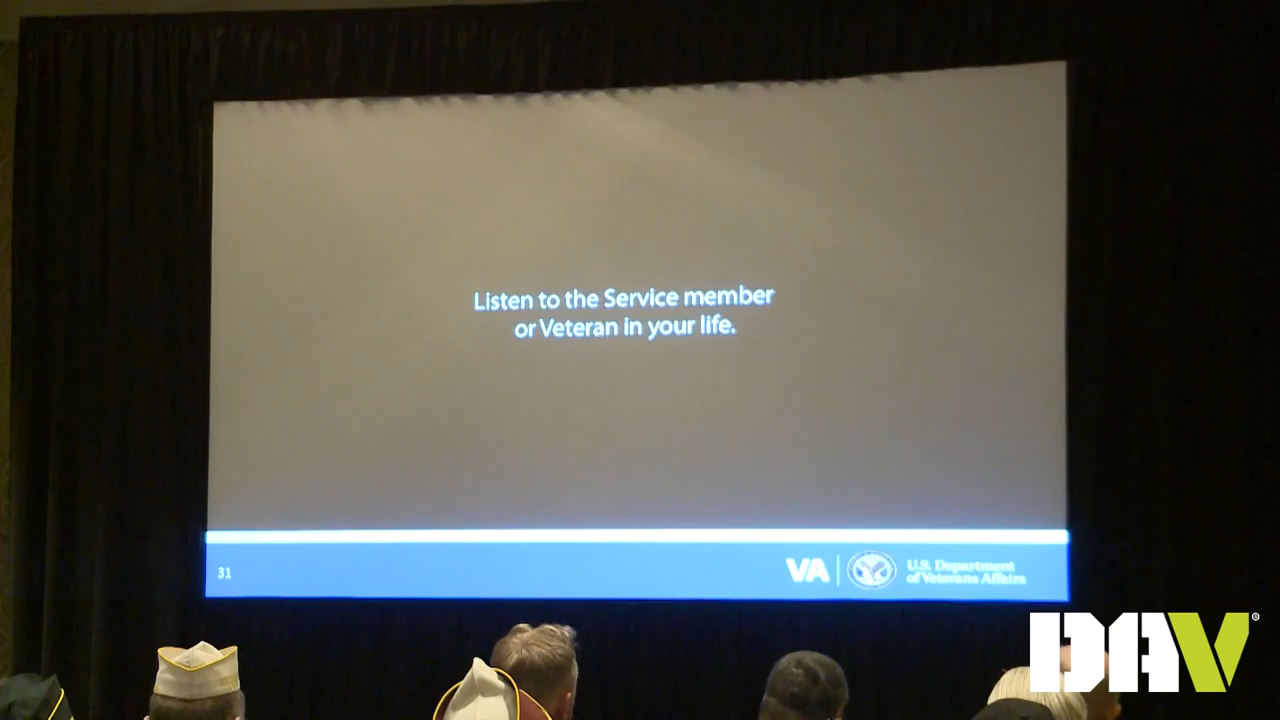 Listen to the Service member
or Veteran in your life.
31
VA
U.S. Department
of Veterans Affairs
DAV®